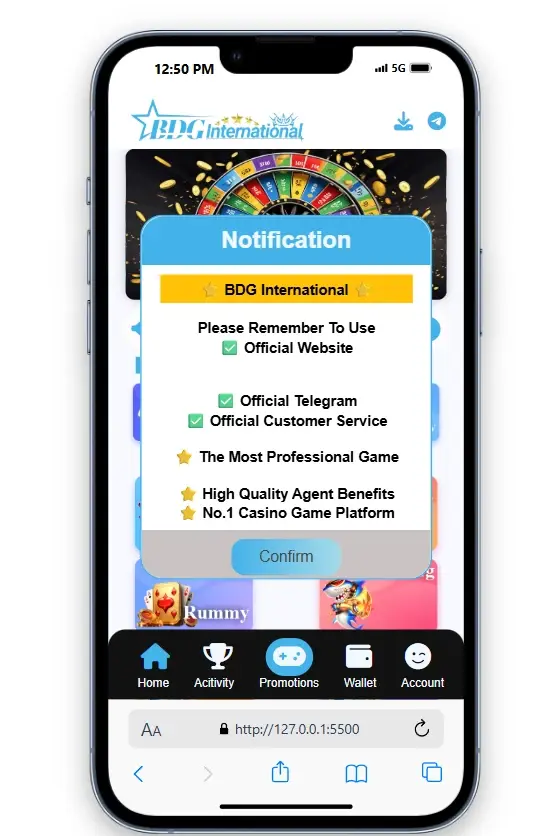 12:50 PM
5G
BDG International
Notification
BDG International
Please Remember To Use
Official Website
Official Telegram
Official Customer Service
The Most Professional Game
High Quality Agent Benefits
No.1 Casino Game Platform
Confirm
Rummy
g
Home
Acitivity
Promotions
Wallet
Account
AA
http://127.0.0.1:5500